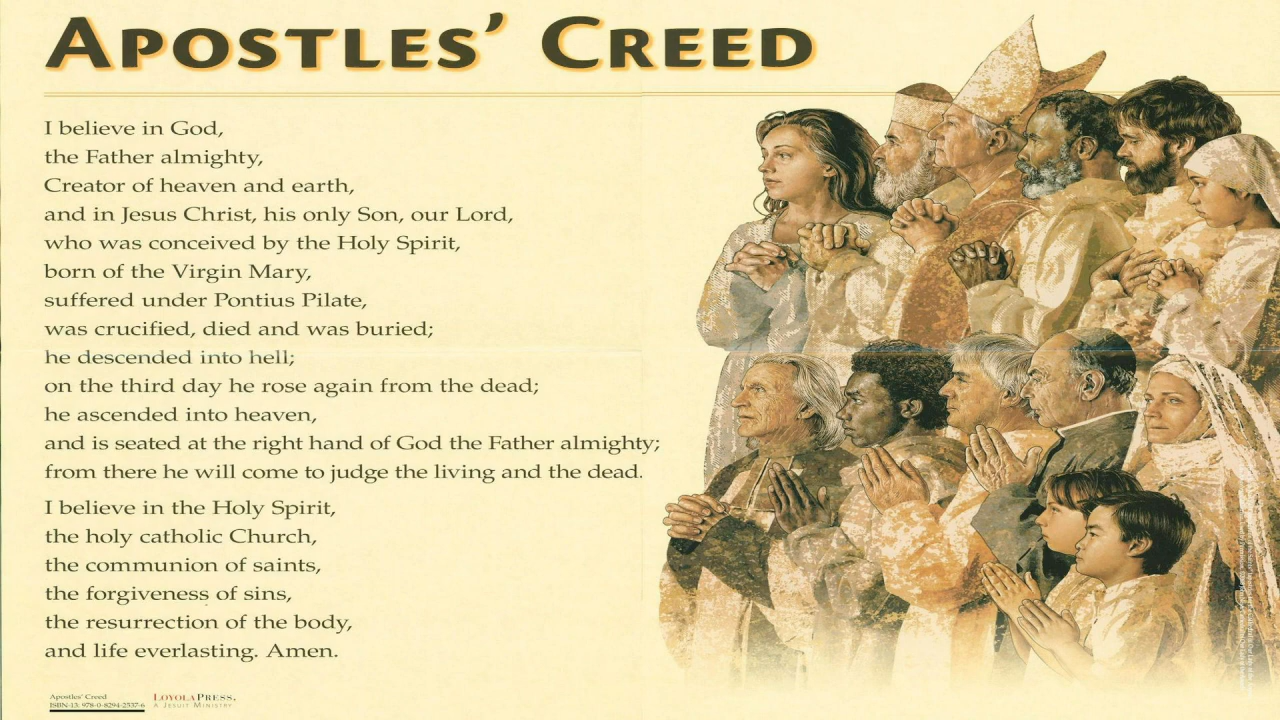 APOSTLES' CREED
I believe in God,
the Father almighty,
Creator of heaven and earth,
and in Jesus Christ, his only Son, our Lord,
who was conceived by the Holy Spirit,
born of the Virgin Mary,
suffered under Pontius Pilate,
was crucified, died and was buried;
he descended into hell;
on the third day he rose again from the dead;
he ascended into heaven,
and is seated at the right hand of God the Father almighty;
from there he will come to judge the living and the dead.
I believe in the Holy Spirit,
the holy catholic Church,
the communion of saints,
the forgiveness of sins,
the resurrection of the body,
and life everlasting. Amen.
Apostles' Creed
ISBN-13: 978-0-8294-2537-6
LOYOLAPRESS.
A JESUIT MINISTRY